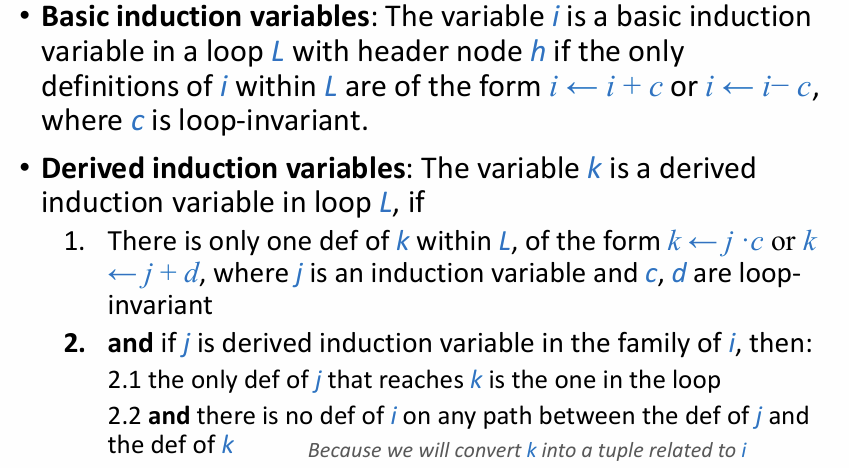 • Basic induction variables: The variable i is a basic induction
variable in a loop L with header node h if the only
definitions of i within L are of the form i ← i + c or i ← i− c,
where c is loop-invariant.
• Derived induction variables: The variable k is a derived
induction variable in loop L, if
1. There is only one def of k within L, of the form k ← j ·c or k
← j + d, where j is an induction variable and c, d are loop-
invariant
2. and if j is derived induction variable in the family of i, then:
2.1 the only def of j that reaches k is the one in the loop
2.2 and there is no def of i on any path between the def of j and
the def of k
Because we will convert k into a tuple related to i